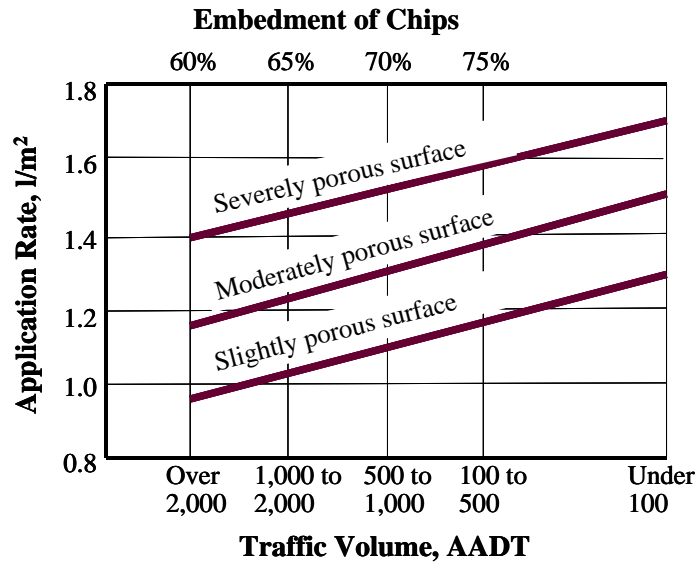 Embedment of Chips
60% 65% 70% 75%
1.8
1.6
1.4
1.2
1.0
0.8
Application Rate, l/m²
Severely porous surface
Moderately porous surface
Slightly porous surface
Over 1,000 to 500 to 100 to Under
2,000 2,000 1,000 500 100
Traffic Volume, AADT